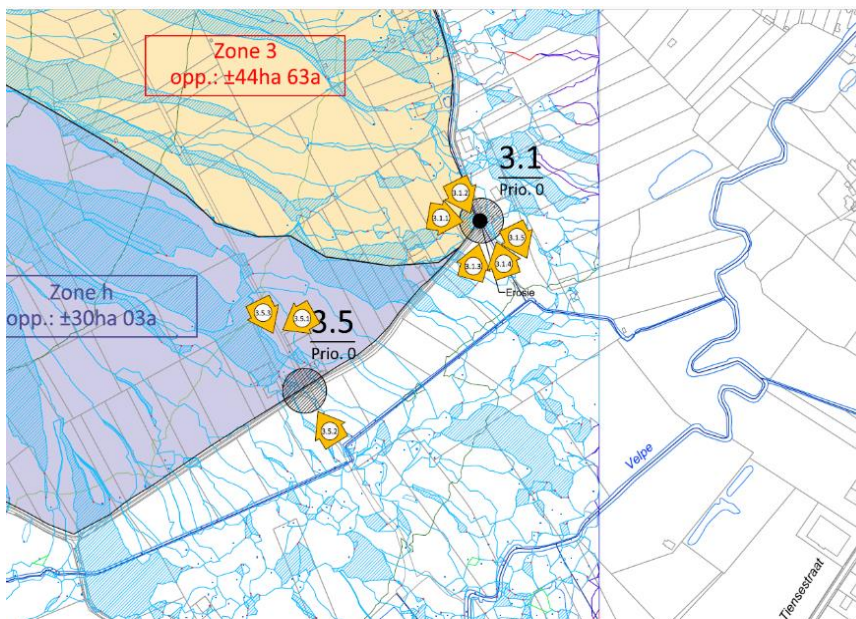 Zone 3
opp.: ±44ha 63a
3.1
Prio. 0
3.1.2
3.1.1
3.1.5
3.1.4
3.1.3
Erosie
Zone h
opp.: ±30ha 03a
3.5.3
3.5.1
3.5
Prio. 0
3.5.2
Velpe
Tiensestraat